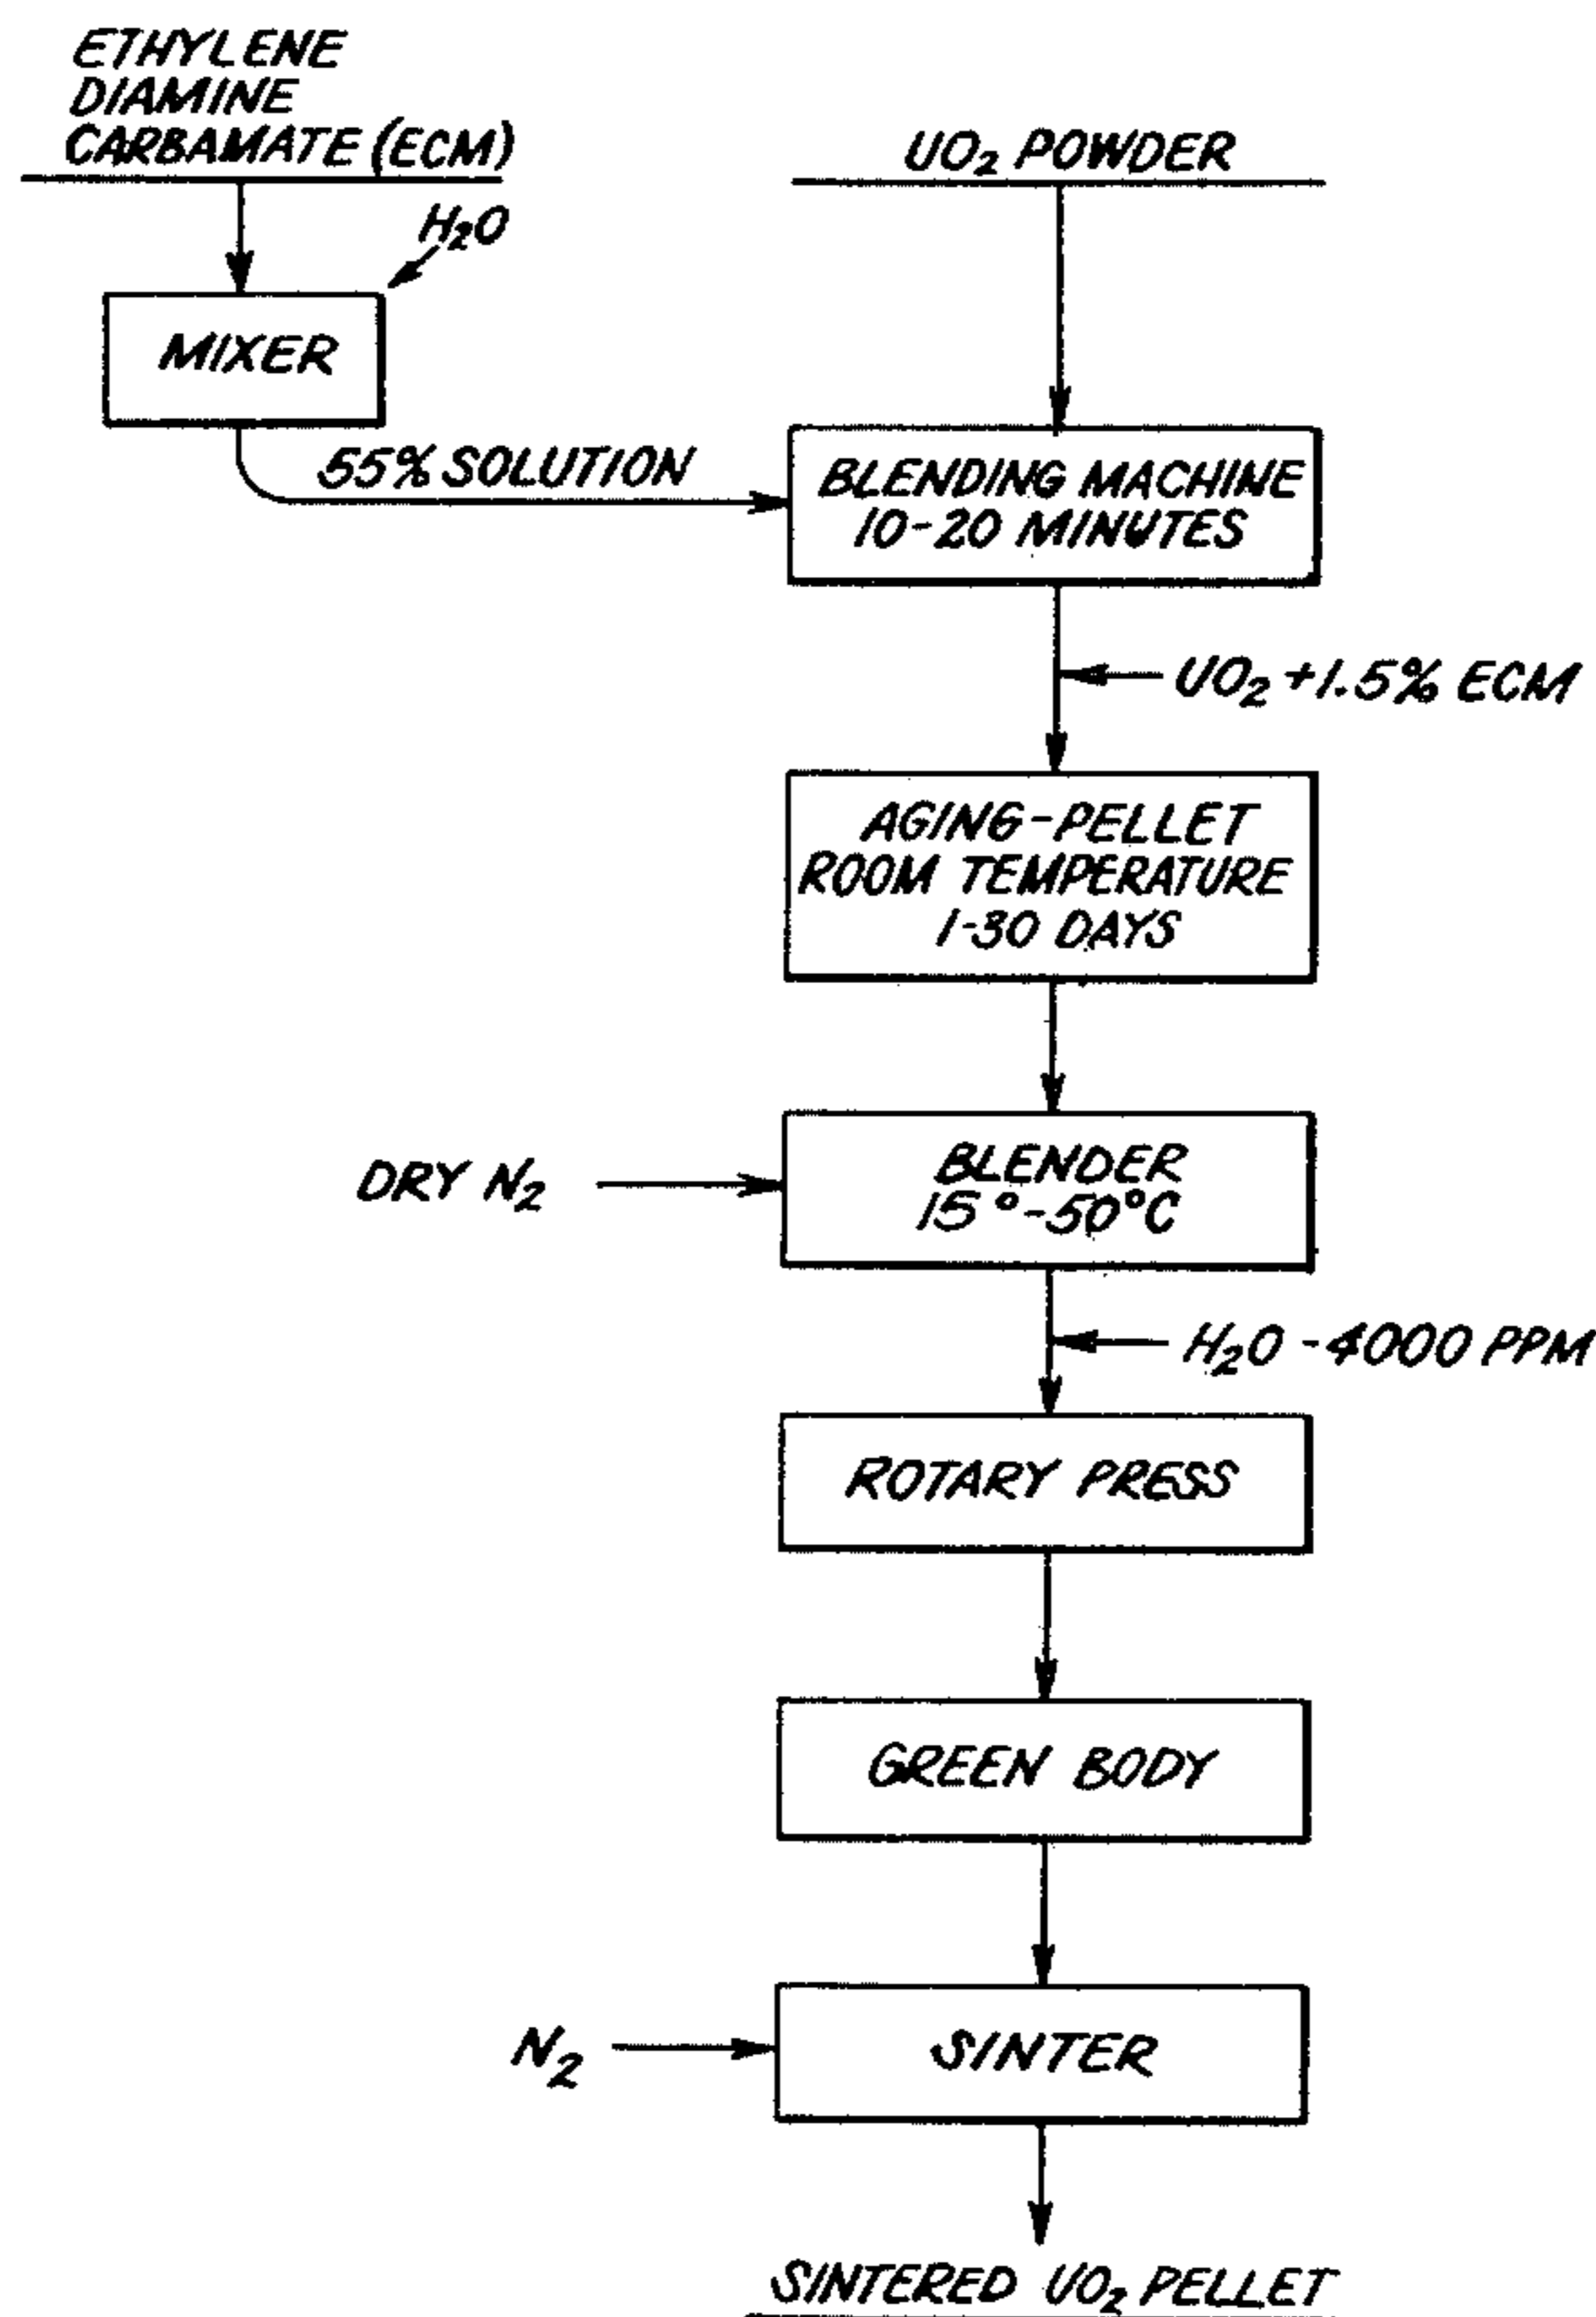 ETHYLENE
DIAMINE
CARBAMATE (ECM)
UO₂ POWDER
H₂O
MIXER
55% SOLUTION
BLENDING MACHINE
10-20 MINUTES
UO₂ +1.5% ECM
AGING-PELLET
ROOM TEMPERATURE
1-30 DAYS
DRY N₂
BLENDER
15°-50°C
H₂O -4000 PPM
ROTARY PRESS
GREEN BODY
N₂
SINTER
SINTERED UO₂ PELLET